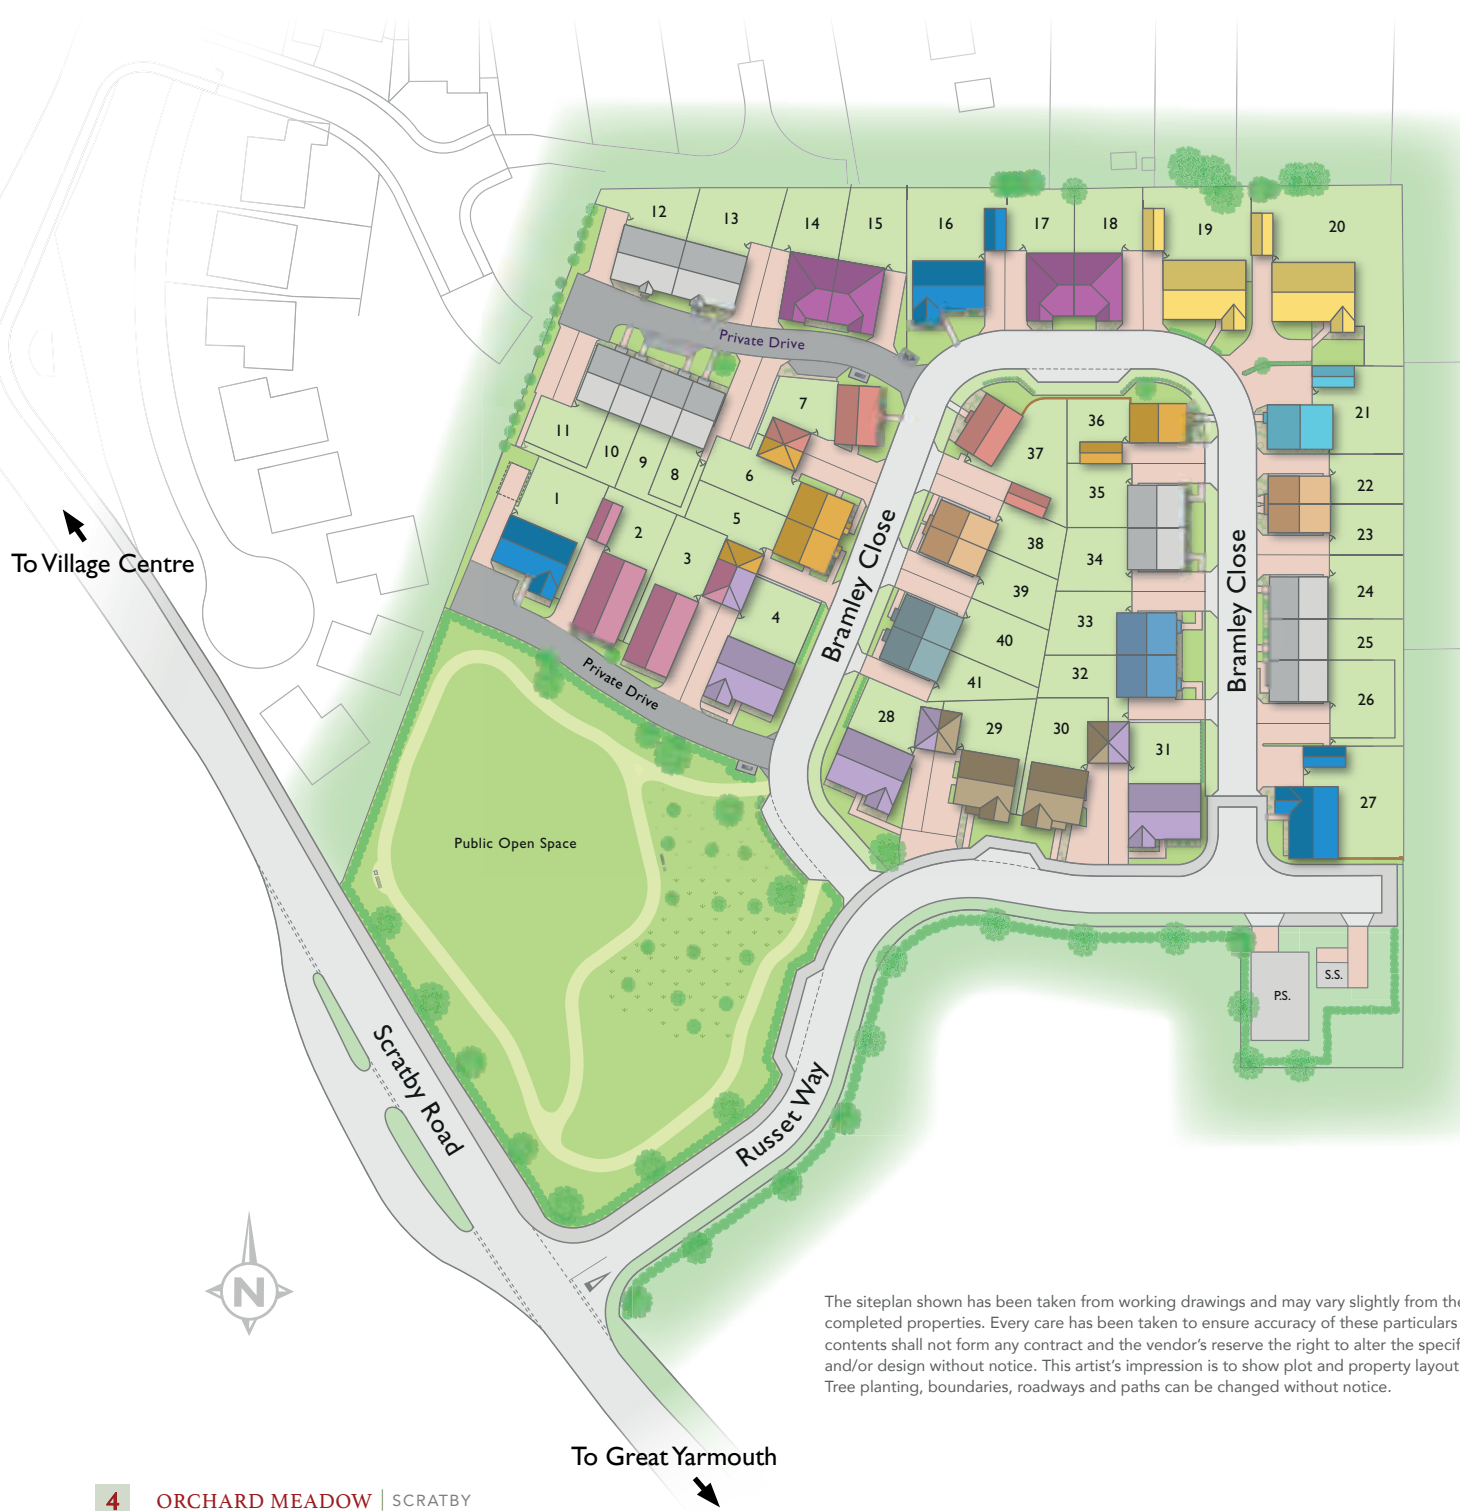 12
13
14
15
16
17
18
19
20
Private Drive
7
36
21
11
10
9
8
6
37
35
22
1
2
5
38
34
23
3
39
24
4
40
33
25
41
32
26
28
29
30
31
27
Private Drive
Bramley Close
Bramley Close
To Village Centre
Public Open Space
Scratby Road
Russet Way
S.S.
P.S.
N
The siteplan shown has been taken from working drawings and may vary slightly from the
completed properties. Every care has been taken to ensure accuracy of these particulars
contents shall not form any contract and the vendor's reserve the right to alter the specif
and/or design without notice. This artist's impression is to show plot and property layout
Tree planting, boundaries, roadways and paths can be changed without notice.
To Great Yarmouth
4 ORCHARD MEADOW | SCRATBY